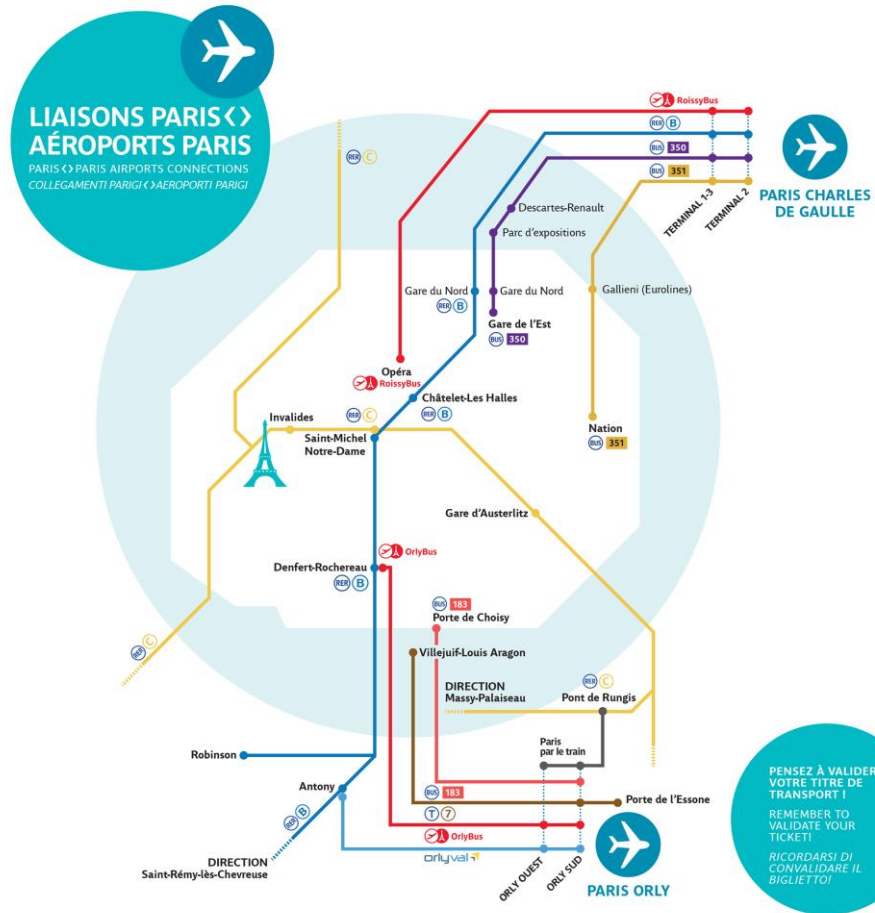 LIAISONS PARIS <>
AÉROPORTS PARIS
PARIS <> PARIS AIRPORTS CONNECTIONS
COLLEGAMENTI PARIGI <> AEROPORTI PARIGI
RoissyBus
RER B
BUS 350
BUS 351
TERMINAL 1-3
TERMINAL 2
PARIS CHARLES
DE GAULLE
RER C
Descartes-Renault
Parc d'expositions
Gare du Nord
RER B
Gare du Nord
Gare de l'Est
BUS 350
Gallieni (Eurolines)
Opéra
RoissyBus
Châtelet-Les Halles
RER B
Invalides
RER C
Saint-Michel
Notre-Dame
Nation
BUS 351
Gare d'Austerlitz
OrlyBus
Denfert-Rochereau
RER B
BUS 183
Porte de Choisy
Villejuif-Louis Aragon
RER C
DIRECTION
Massy-Palaiseau
RER C
Pont de Rungis
Robinson
Paris
par le train
Antony
BUS 183
Porte de l'Essone
T 7
RER B
OrlyBus
orlyval
DIRECTION
Saint-Rémy-lès-Chevreuse
ORLY OUEST
ORLY SUD
PARIS ORLY
PENSEZ À VALIDER
VOTRE TITRE DE
TRANSPORT !
REMEMBER TO
VALIDATE YOUR
TICKET!
RICORDARSI DI
CONVALIDARE IL
BIGLIETTO!